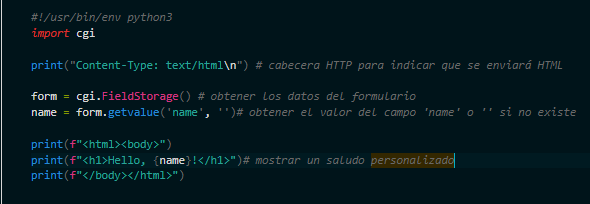 #!/usr/bin/env python3
import cgi
print("Content-Type: text/html\n") # cabecera HTTP para indicar que se enviará HTML
form = cgi.FieldStorage() # obtener los datos del formulario
name = form.getvalue('name', '')# obtener el valor del campo 'name' o '' si no existe
print(f"<html><body>")
print(f"<h1>Hello, {name}!</h1>")# mostrar un saludo personalizado
print(f"</body></html>")